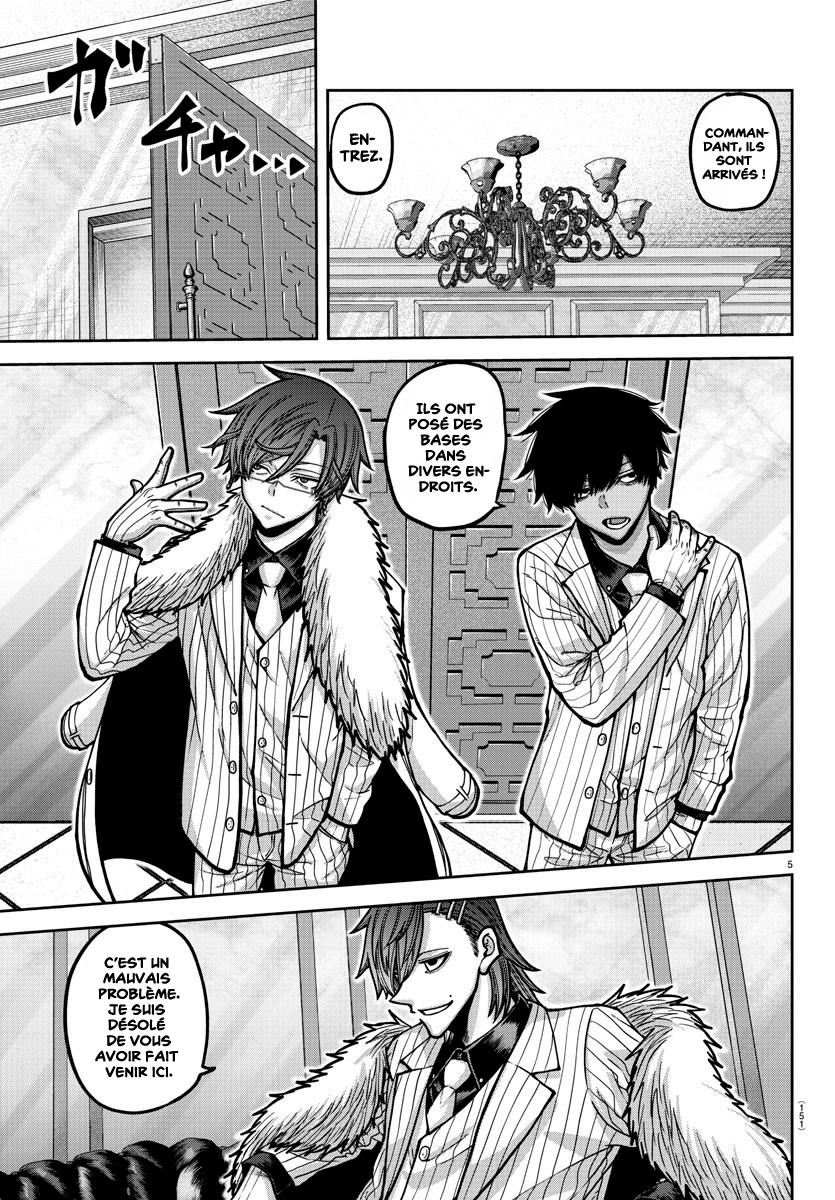 COMMAN-
DANT, ILS
SONT
ARRIVÉS !
EN-
TREZ.
ガ
チャ...
ILS ONT
POSÉ DES
BASES
DANS
DIVERS EN-
DROITS.
5
C'EST UN
MAUVAIS
PROBLÈME.
JE SUIS
DÉSOLÉ
DE VOUS
AVOIR FAIT
VENIR ICI.
(151)